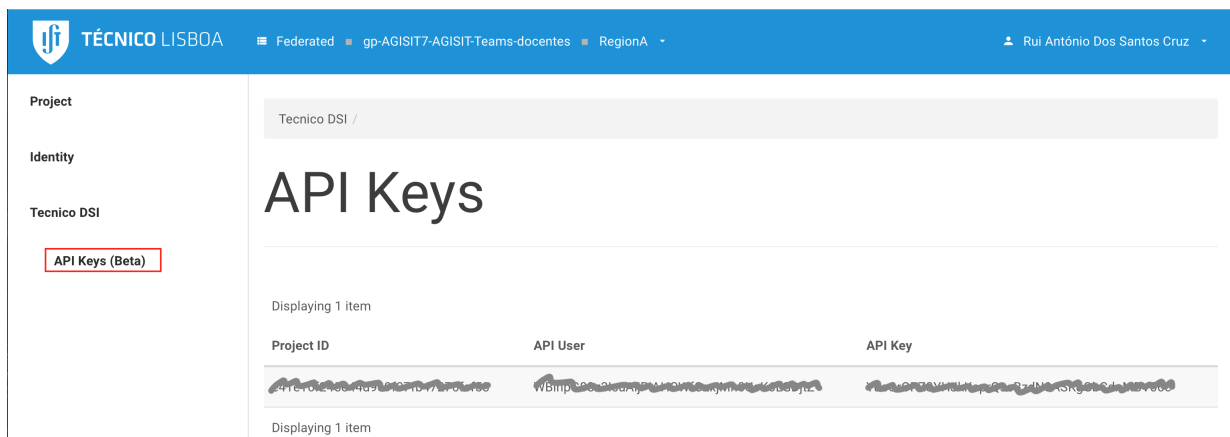 TÉCNICO LISBOA Federated gp-AGISIT7-AGISIT-Teams-docentes RegionA Rui António Dos Santos Cruz
Project
Identity
Tecnico DSI
API Keys (Beta)
Tecnico DSI /
API Keys
Displaying 1 item
Project ID API User API Key
Displaying 1 item